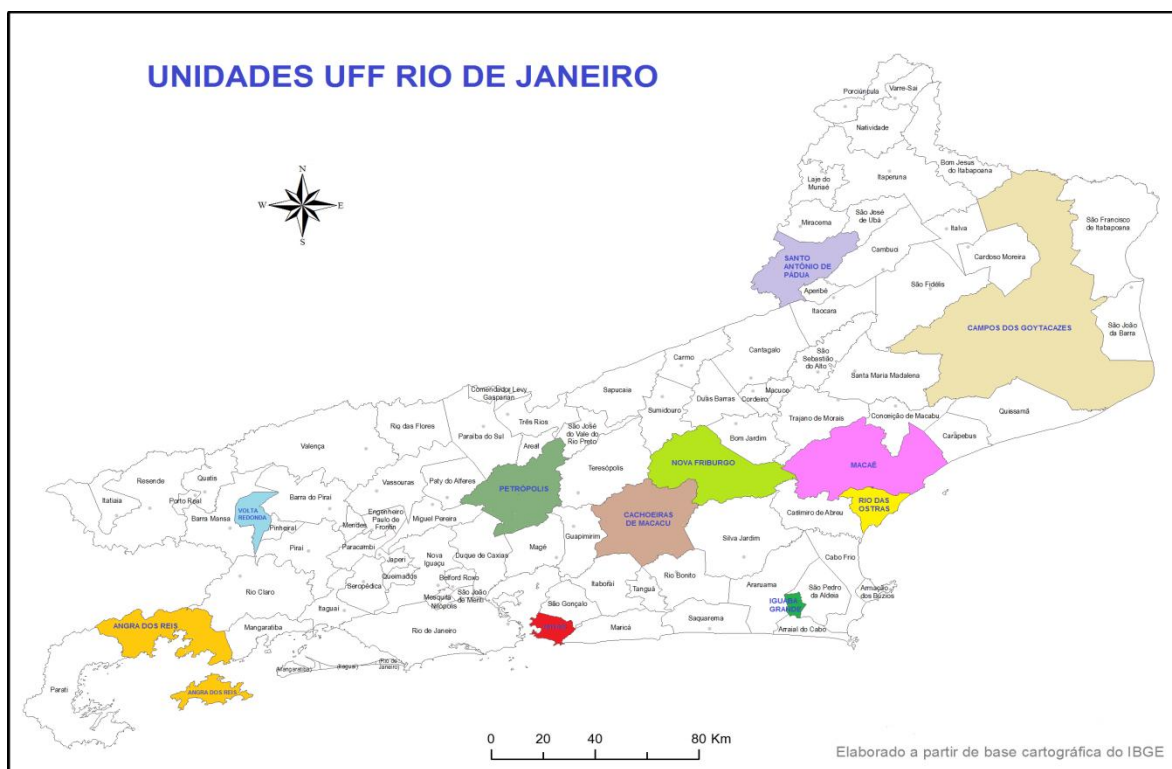 UNIDADES UFF RIO DE JANEIRO
N
W
E
S
Porciúncula
Varre-Sai
Natividade
Bom Jesus
do Itabapoana
Laje do
Muriaé
Itaperuna
São Francisco
de Itabapoana
Miracema
São José
de Ubá
Italva
Cambuci
Cardoso Moreira
SANTO
ANTÔNIO DE
PÁDUA
Aperibé
São Fidélis
Itaocara
CAMPOS DOS GOYTACAZES
São João
da Barra
Cantagalo
São
Sebastião
do Alto
Carmo
Santa Maria Madalena
Comendador Levy
Gasparian
Sapucaia
Macuco
Cordeiro
Duas Barras
Sumidouro
Trajano de Morais
Conceição de Macabu
Quissamã
Carapebus
Três Rios
São José
do Vale do
Rio Preto
Rio das Flores
Paraíba do Sul
Areal
Bom Jardim
Valença
NOVA FRIBURGO
MACAÉ
Teresópolis
Resende
Quatis
Itatiaia
Porto Real
Barra do Piraí
Vassouras
Paty do Alferes
PETRÓPOLIS
RIO DAS
OSTRAS
Barra Mansa
VOLTA
REDONDA
Pinheiral
Mendes
Engenheiro
Paulo de
Frontin
Miguel Pereira
CACHOEIRAS
DE MACACU
Casimiro de Abreu
Piraí
Paracambi
Japeri
Nova
Iguaçu
Duque de Caxias
Magé
Guapimirim
Silva Jardim
Cabo Frio
Rio Claro
Seropédica
Queimados
Belford Roxo
Mesquita
Nilópolis
São João
de Meriti
Itaboraí
Rio Bonito
Tanguá
Araruama
São Pedro
da Aldeia
Armação
dos Búzios
Itaguaí
São Gonçalo
IGUABA
GRANDE
Saquarema
Maricá
Arraial do Cabo
ANGRA DOS REIS
Mangaratiba
Rio de Janeiro
(Mangaratiba)
(Itaguaí)
(Rio de
Janeiro)
Parati
ANGRA DOS REIS
0 20 40 80 Km
Elaborado a partir de base cartográfica do IBGE